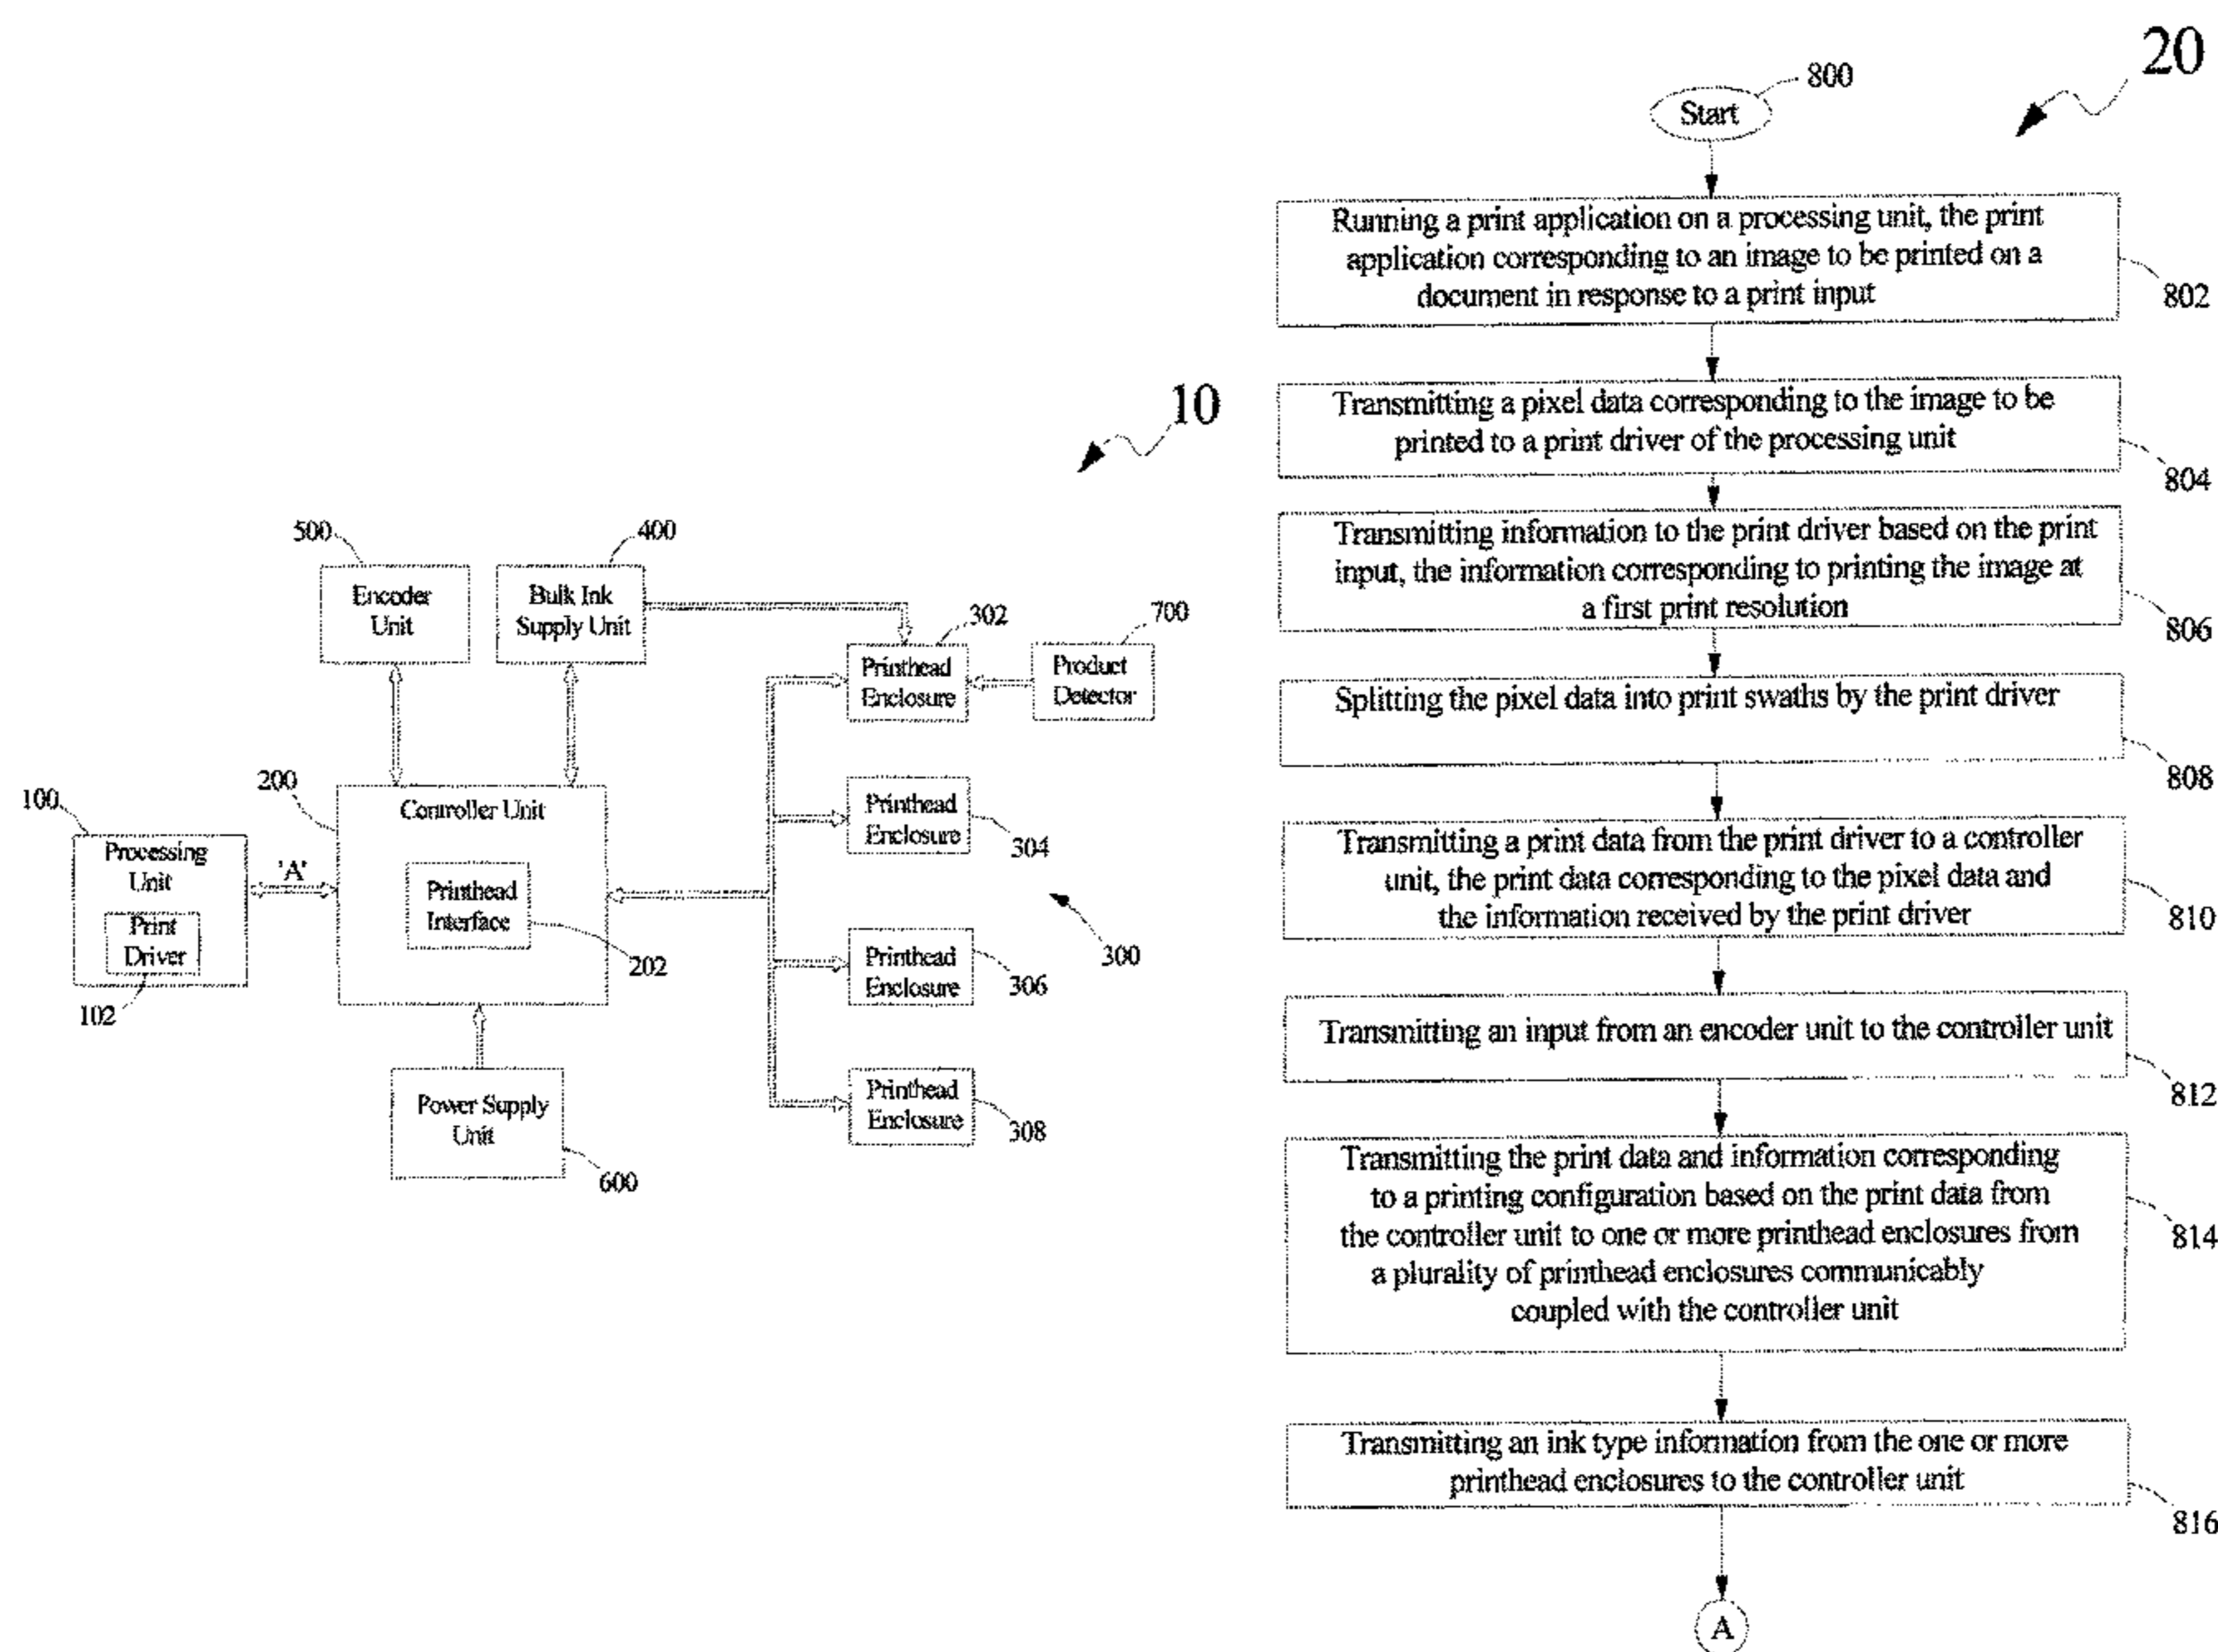 10
500
400
Encoder
Unit
Bulk Ink
Supply Unit
302
700
Printhead
Enclosure
Product
Detector
200
Controller Unit
100
Processing
Unit
'A'
Print
Driver
102
Printhead
Interface
202
Printhead
Enclosure
304
300
Printhead
Enclosure
306
Printhead
Enclosure
308
Power Supply
Unit
600
20
800
Start
Running a print application on a processing unit, the print
application corresponding to an image to be printed on a
document in response to a print input
802
Transmitting a pixel data corresponding to the image to be
printed to a print driver of the processing unit
804
Transmitting information to the print driver based on the print
input, the information corresponding to printing the image at
a first print resolution
806
Splitting the pixel data into print swaths by the print driver
808
Transmitting a print data from the print driver to a controller
unit, the print data corresponding to the pixel data and
the information received by the print driver
810
Transmitting an input from an encoder unit to the controller unit
812
Transmitting the print data and information corresponding
to a printing configuration based on the print data from
the controller unit to one or more printhead enclosures from
a plurality of printhead enclosures communicably
coupled with the controller unit
814
Transmitting an ink type information from the one or more
printhead enclosures to the controller unit
816
A